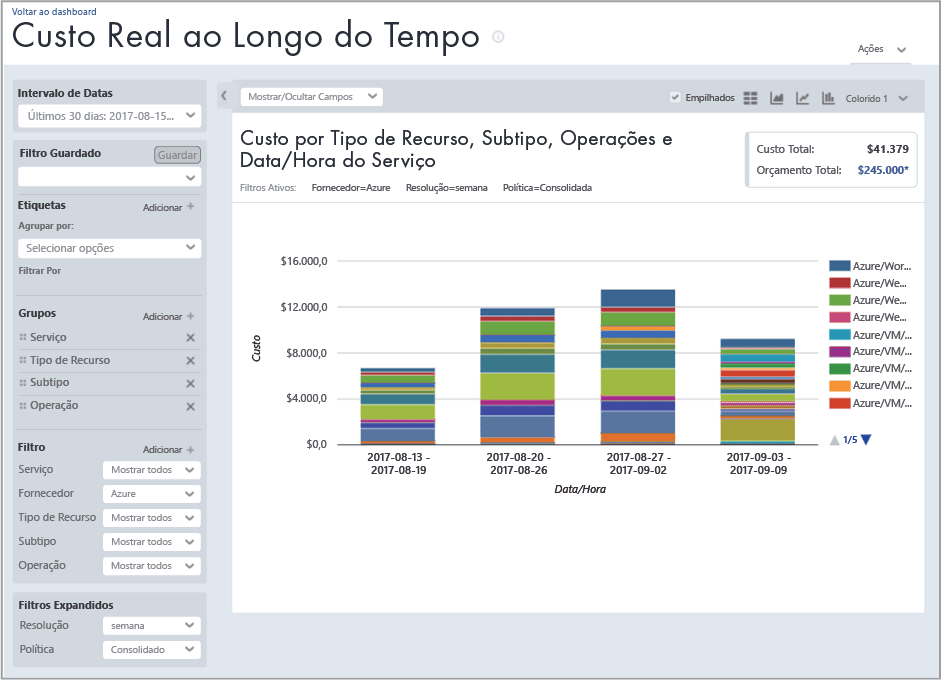 Voltar ao dashboard
Custo Real ao Longo do Tempo
Ações
Intervalo de Datas
Últimos 30 dias: 2017-08-15...
Filtro Guardado
Guardar
Etiquetas
Adicionar +
Agrupar por:
Selecionar opções
Filtrar Por
Grupos
Adicionar +
Serviço
Tipo de Recurso
Subtipo
Operação
Filtro
Adicionar +
Serviço Mostrar todos
Fornecedor Azure
Tipo de Recurso Mostrar todos
Subtipo Mostrar todos
Operação Mostrar todos
Filtros Expandidos
Resolução semana
Política Consolidado
Mostrar/Ocultar Campos
Empilhados
Colorido 1
Custo por Tipo de Recurso, Subtipo, Operações e
Data/Hora do Serviço
Filtros Ativos: Fornecedor=Azure Resolução=semana Política=Consolidada
Custo Total: $41.379
Orçamento Total: $245.000*
Custo
$16.000,0
$12.000,0
$8.000,0
$4.000,0
$0,0
2017-08-13 -
2017-08-19
2017-08-20 -
2017-08-26
2017-08-27 -
2017-09-02
2017-09-03 -
2017-09-09
Data/Hora
Azure/Wor...
Azure/We...
Azure/We...
Azure/We...
Azure/VM/...
Azure/VM/...
Azure/VM/...
Azure/VM/...
Azure/VM/...
1/5